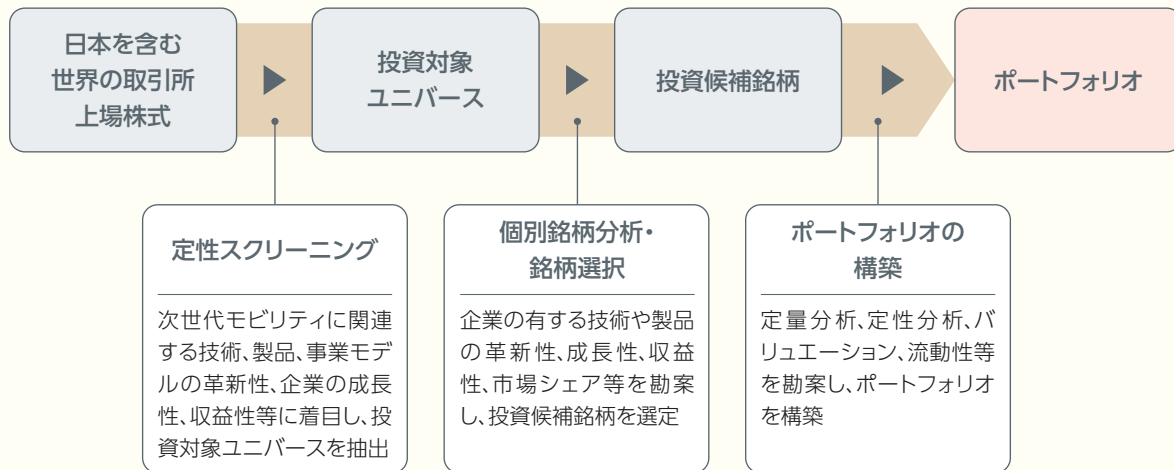 日本を含む
世界の取引所
上場株式
投資対象
ユニバース
投資候補銘柄
ポートフォリオ
定性スクリーニング
次世代モビリティに関連
する技術、製品、事業モデ
ルの革新性、企業の成長
性、収益性等に着目し、投
資対象ユニバースを抽出
個別銘柄分析・
銘柄選択
企業の有する技術や製品
の革新性、成長性、収益
性、市場シェア等を勘案
し、投資候補銘柄を選定
ポートフォリオの
構築
定量分析、定性分析、バ
リュエーション、流動性等
を勘案し、ポートフォリオ
を構築